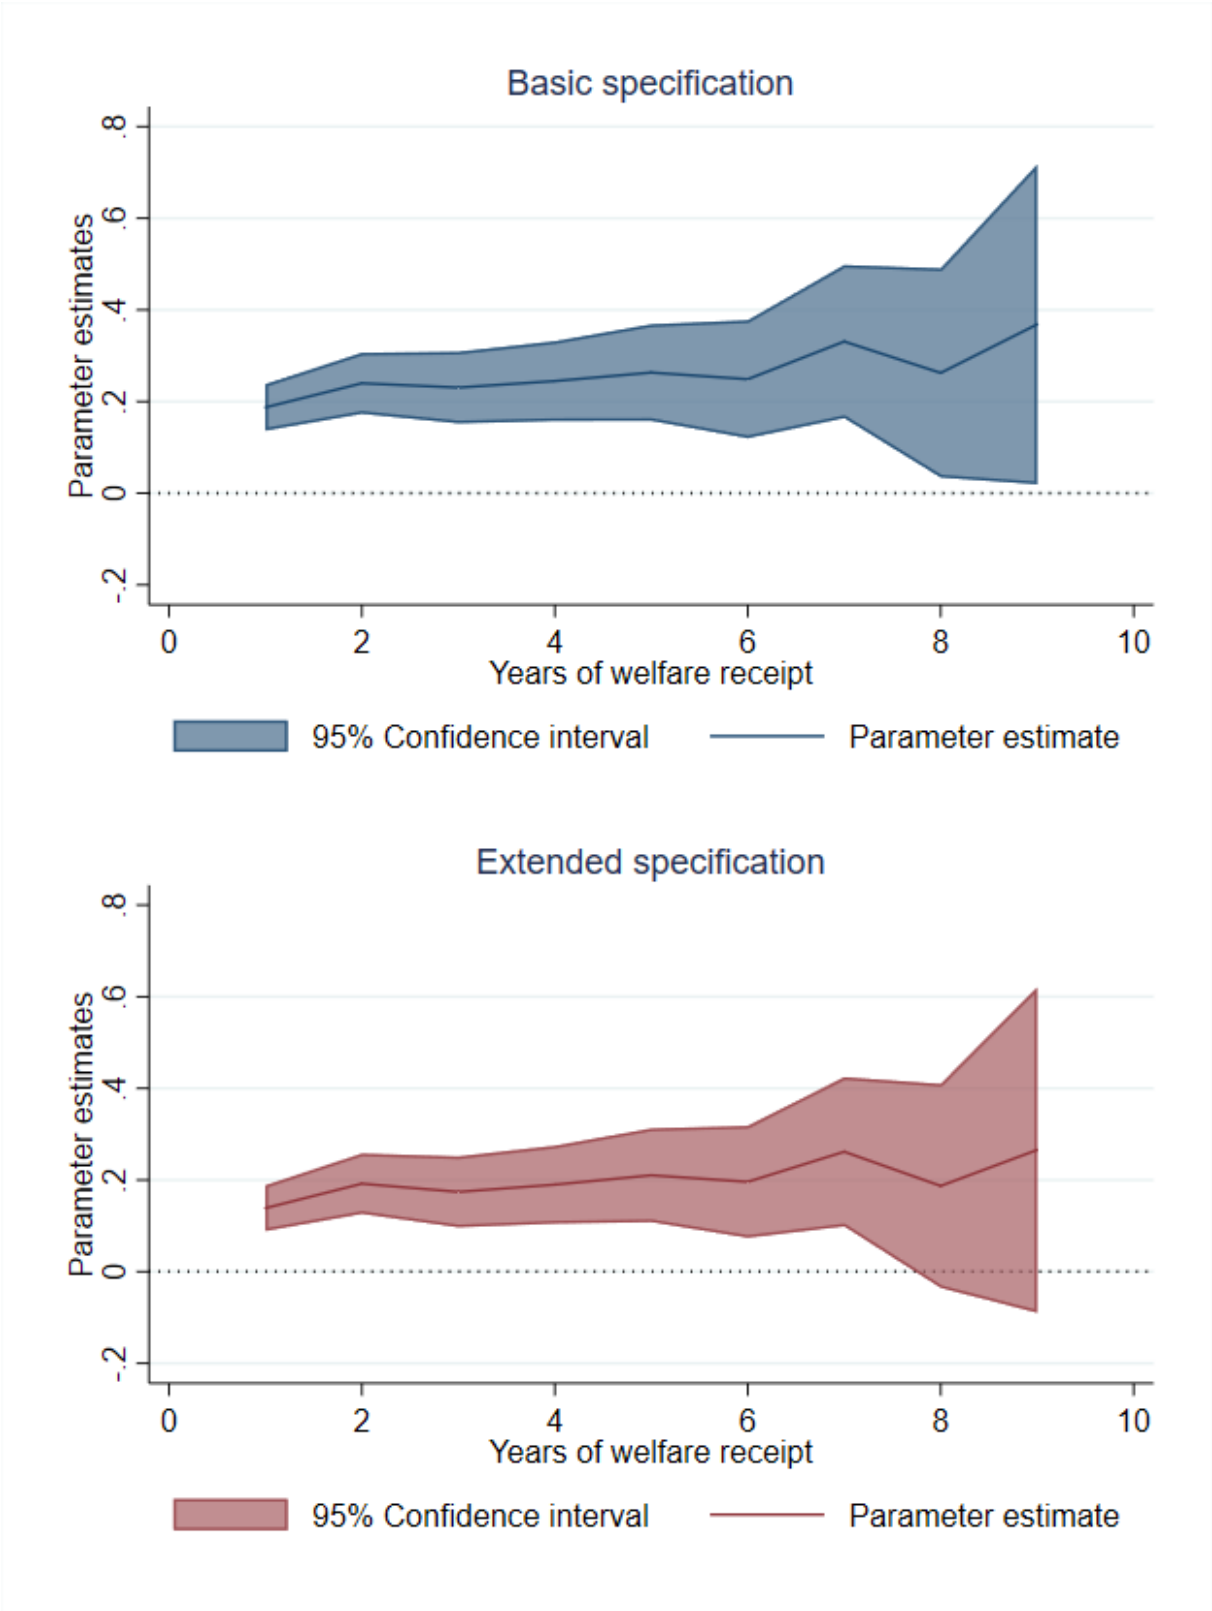 Basic specification
Parameter estimates
.8
.6
.4
.2
0
-.2
0 2 4 6 8 10
Years of welfare receipt
95% Confidence interval Parameter estimate
Extended specification
Parameter estimates
.8
.6
.4
.2
0
-.2
0 2 4 6 8 10
Years of welfare receipt
95% Confidence interval Parameter estimate